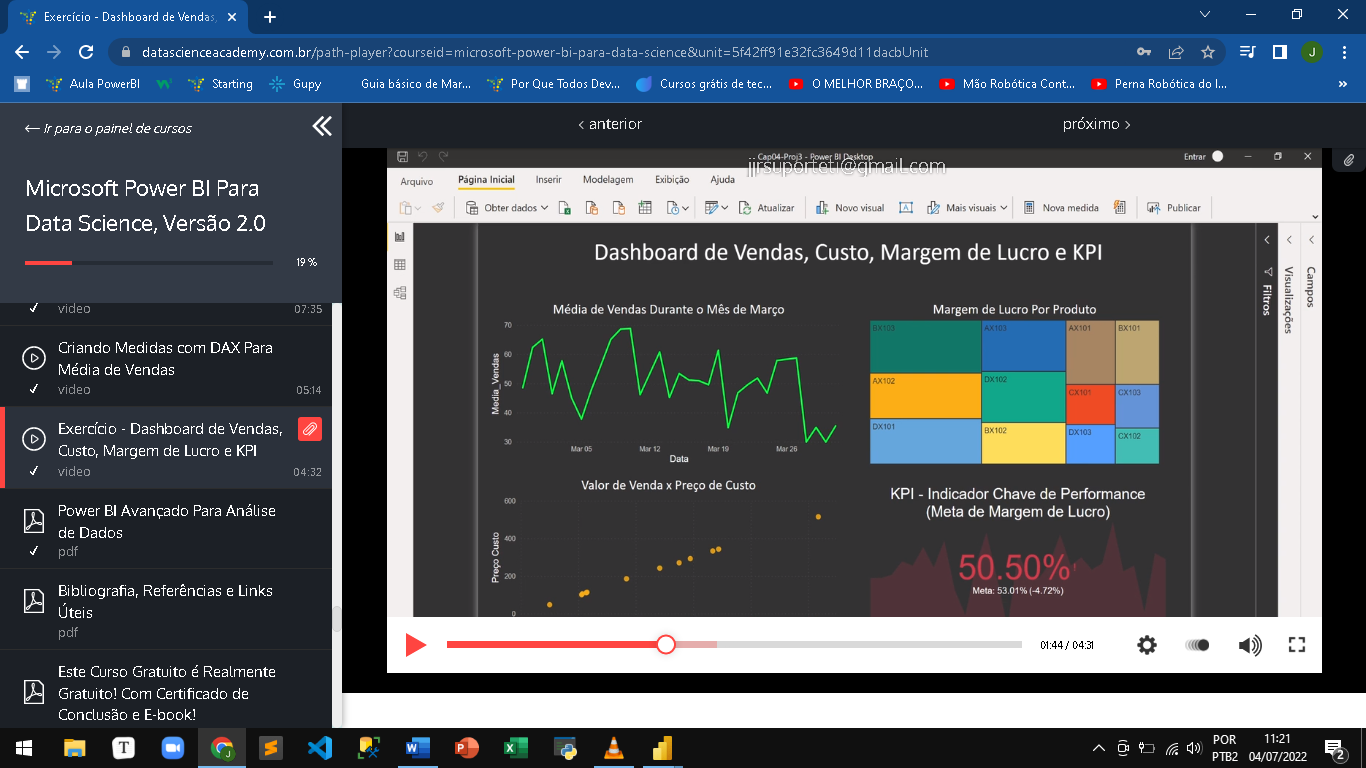 Exercício - Dashboard de Vendas,
datascienceacademy.com.br/path-player?courseid=microsoft-power-bi-para-data-science&unit=5f42ff91e32fc3649d11dacbUnit
J
Aula PowerBI
Starting
Gupy
Guia básico de Mar...
Por Que Todos Dev...
Cursos grátis de tec...
O MELHOR BRAÇO...
Mão Robótica Cont...
Perna Robótica do I...
»
← Ir para o painel de cursos
Microsoft Power BI Para
Data Science, Versão 2.0
19 %
video
07:35
Criando Medidas com DAX Para
Média de Vendas
video
05:14
Exercício - Dashboard de Vendas,
Custo, Margem de Lucro e KPI
video
04:32
Power BI Avançado Para Análise
de Dados
pdf
Bibliografia, Referências e Links
Úteis
pdf
Este Curso Gratuito é Realmente
Gratuito! Com Certificado de
Conclusão e E-book!
‹ anterior
próximo ›
Cap04-Proj3 - Power BI Desktop
Entrar
jjrsuporteti@gmail.com
Arquivo
Página Inicial
Inserir
Modelagem
Exibição
Ajuda
Obter dados
Atualizar
Novo visual
Mais visuais
Nova medida
Publicar
Dashboard de Vendas, Custo, Margem de Lucro e KPI
Média de Vendas Durante o Mês de Março
Media_Vendas
70
60
50
40
30
Mar 05
Mar 12
Mar 19
Mar 26
Data
Margem de Lucro Por Produto
BX103
AX103
AX101
BX101
AX102
DX102
CX101
CX103
DX101
BX102
DX103
CX102
Valor de Venda x Preço de Custo
Preço Custo
600
400
200
0
KPI - Indicador Chave de Performance
(Meta de Margem de Lucro)
50.50%
Meta: 53.01% (-4.72%)
Filtros
Visualizações
Campos
01:44 / 04:31
T
J
POR
PTB2
11:21
04/07/2022
2